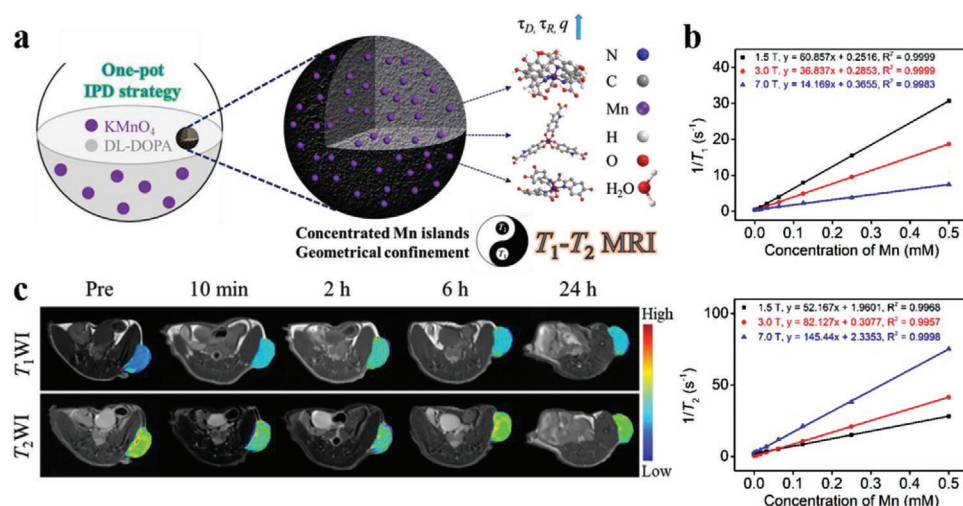 a
One-pot
IPD strategy
KMnO4
DL-DOPA
τD, τR, q
N
C
Mn
H
O
H2O
Concentrated Mn islands
Geometrical confinement
T1-T2 MRI
b
1.5 T, y = 60.857x + 0.2516, R² = 0.9999
3.0 T, y = 36.837x + 0.2853, R² = 0.9999
7.0 T, y = 14.169x + 0.3655, R² = 0.9983
1/T1 (s⁻¹)
40
30
20
10
0
0.0 0.1 0.2 0.3 0.4 0.5
Concentration of Mn (mM)
1.5 T, y = 52.167x + 1.9601, R² = 0.9968
3.0 T, y = 82.127x + 0.3077, R² = 0.9957
7.0 T, y = 145.44x + 2.3353, R² = 0.9998
1/T2 (s⁻¹)
100
50
0
0.0 0.1 0.2 0.3 0.4 0.5
Concentration of Mn (mM)
c
Pre 10 min 2 h 6 h 24 h
T1 WI
T2 WI
High
Low